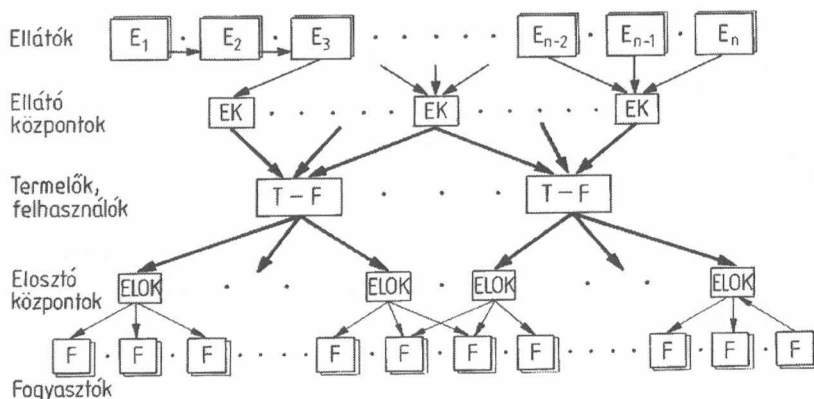 Ellátók E₁ E₂ E₃ Eₙ₋₂ Eₙ₋₁ Eₙ
Ellátó
központok
EK EK EK
Termelők,
felhasználók
T – F T – F
Elosztó
központok
ELOK ELOK ELOK ELOK
F F F F F F F F F F
Fogyasztók